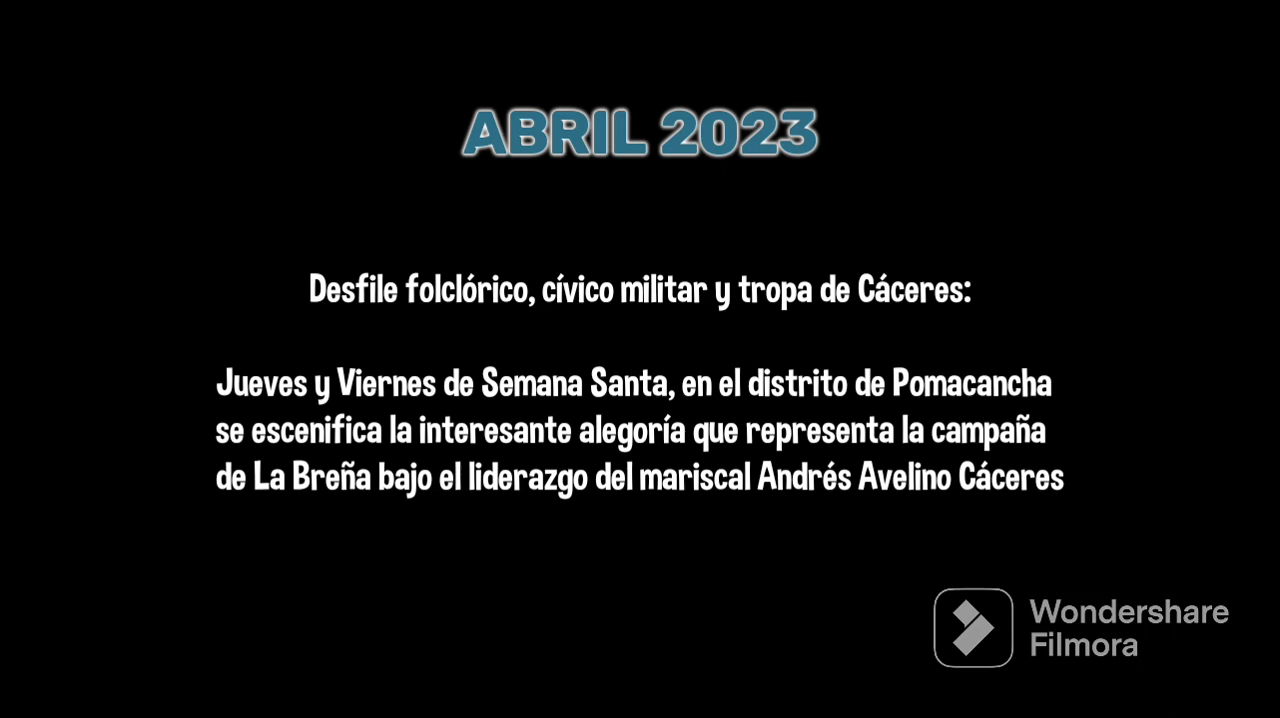 ABRIL 2023
Desfile folclórico, cívico militar y tropa de Cáceres:
Jueves y Viernes de Semana Santa, en el distrito de Pomacancha
se escenifica la interesante alegoría que representa la campaña
de La Breña bajo el liderazgo del mariscal Andrés Avelino Cáceres
Wondershare
Filmora